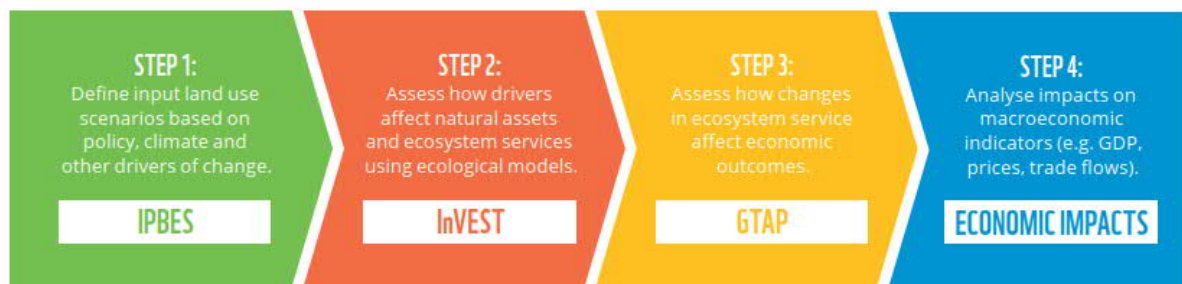 STEP 1:
Define input land use
scenarios based on
policy, climate and
other drivers of change.
IPBES
STEP 2:
Assess how drivers
affect natural assets
and ecosystem services
using ecological models.
InVEST
STEP 3:
Assess how changes
in ecosystem service
affect economic
outcomes.
GTAP
STEP 4:
Analyse impacts on
macroeconomic
indicators (e.g. GDP,
prices, trade flows).
ECONOMIC IMPACTS